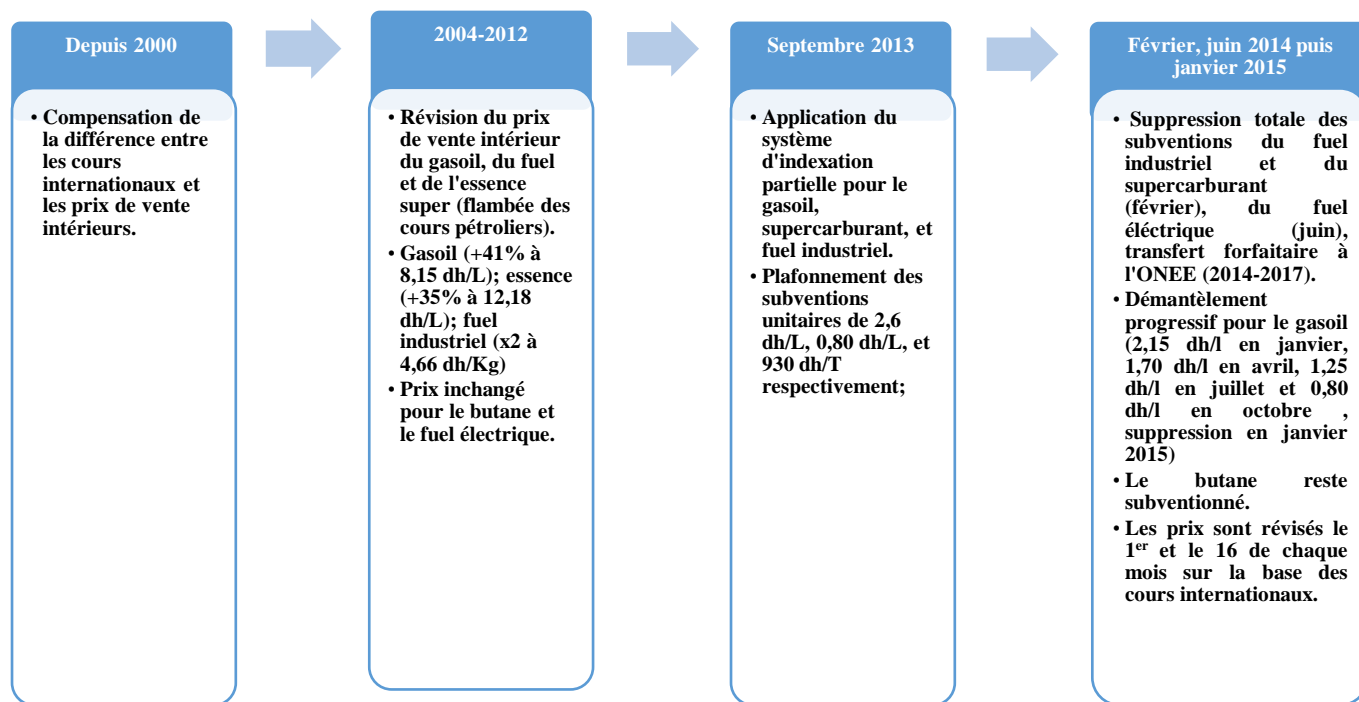 Depuis 2000
• Compensation de
la différence entre
les cours
internationaux et
les prix de vente
intérieurs.
2004-2012
• Révision du prix
de vente intérieur
du gasoil, du fuel
et de l'essence
super (flambée des
cours pétroliers).
• Gasoil (+41% à
8,15 dh/L); essence
(+35% à 12,18
dh/L); fuel
industriel (x2 à
4,66 dh/Kg)
• Prix inchangé
pour le butane et
le fuel électrique.
Septembre 2013
• Application du
système
d'indexation
partielle pour le
gasoil,
supercarburant, et
fuel industriel.
• Plafonnement des
subventions
unitaires de 2,6
dh/L, 0,80 dh/L, et
930 dh/T
respectivement;
Février, juin 2014 puis
janvier 2015
• Suppression totale des
subventions du fuel
industriel et du
supercarburant
(février), du fuel
éléctrique (juin),
transfert forfaitaire à
l'ONEE (2014-2017).
• Démantèlement
progressif pour le gasoil
(2,15 dh/l en janvier,
1,70 dh/l en avril, 1,25
dh/l en juillet et 0,80
dh/l en octobre ,
suppression en janvier
2015)
• Le butane reste
subventionné.
• Les prix sont révisés le
1er et le 16 de chaque
mois sur la base des
cours internationaux.